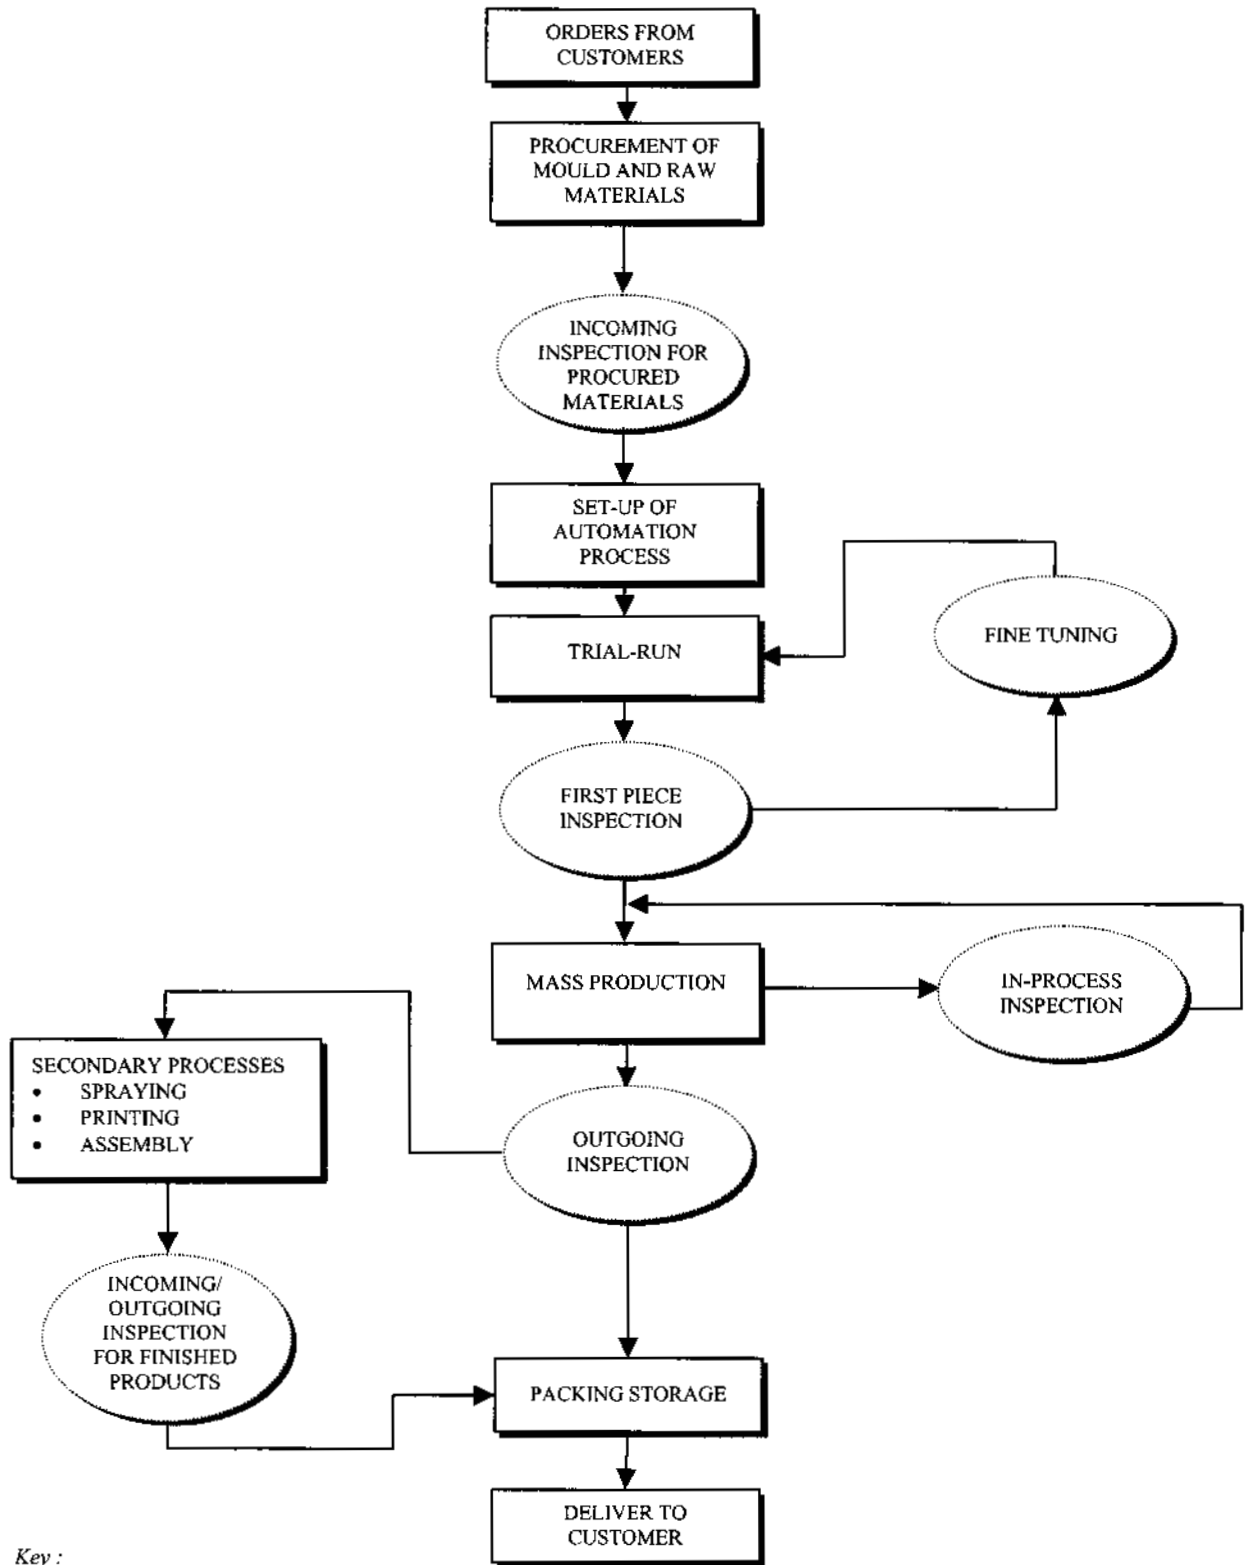 ORDERS FROM
CUSTOMERS
PROCUREMENT OF
MOULD AND RAW
MATERIALS
INCOMING
INSPECTION FOR
PROCURED
MATERIALS
SET-UP OF
AUTOMATION
PROCESS
TRIAL-RUN
FINE TUNING
FIRST PIECE
INSPECTION
MASS PRODUCTION
IN-PROCESS
INSPECTION
SECONDARY PROCESSES
• SPRAYING
• PRINTING
• ASSEMBLY
OUTGOING
INSPECTION
INCOMING/
OUTGOING
INSPECTION
FOR FINISHED
PRODUCTS
PACKING STORAGE
DELIVER TO
CUSTOMER
Key :